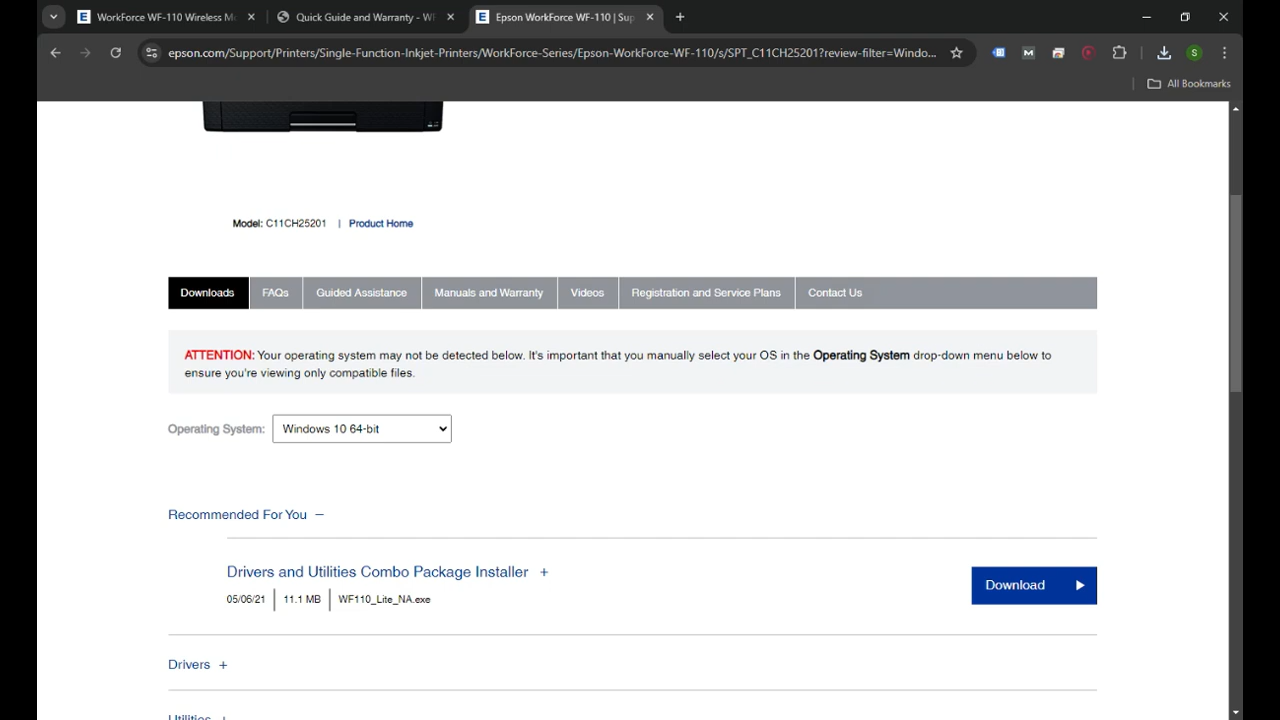 WorkForce WF-110 Wireless Mo
Quick Guide and Warranty - WF
Epson WorkForce WF-110 | Sup
epson.com/Support/Printers/Single-Function-Inkjet-Printers/WorkForce-Series/Epson-WorkForce-WF-110/s/SPT_C11CH25201?review-filter=Windo...
M
S
All Bookmarks
Model: C11CH25201 | Product Home
Downloads FAQs Guided Assistance Manuals and Warranty Videos Registration and Service Plans Contact Us
ATTENTION: Your operating system may not be detected below. It's important that you manually select your OS in the Operating System drop-down menu below to
ensure you're viewing only compatible files.
Operating System: Windows 10 64-bit
Recommended For You −
Drivers and Utilities Combo Package Installer +
05/06/21 | 11.1 MB | WF110_Lite_NA.exe
Download
Drivers +
Utilities +